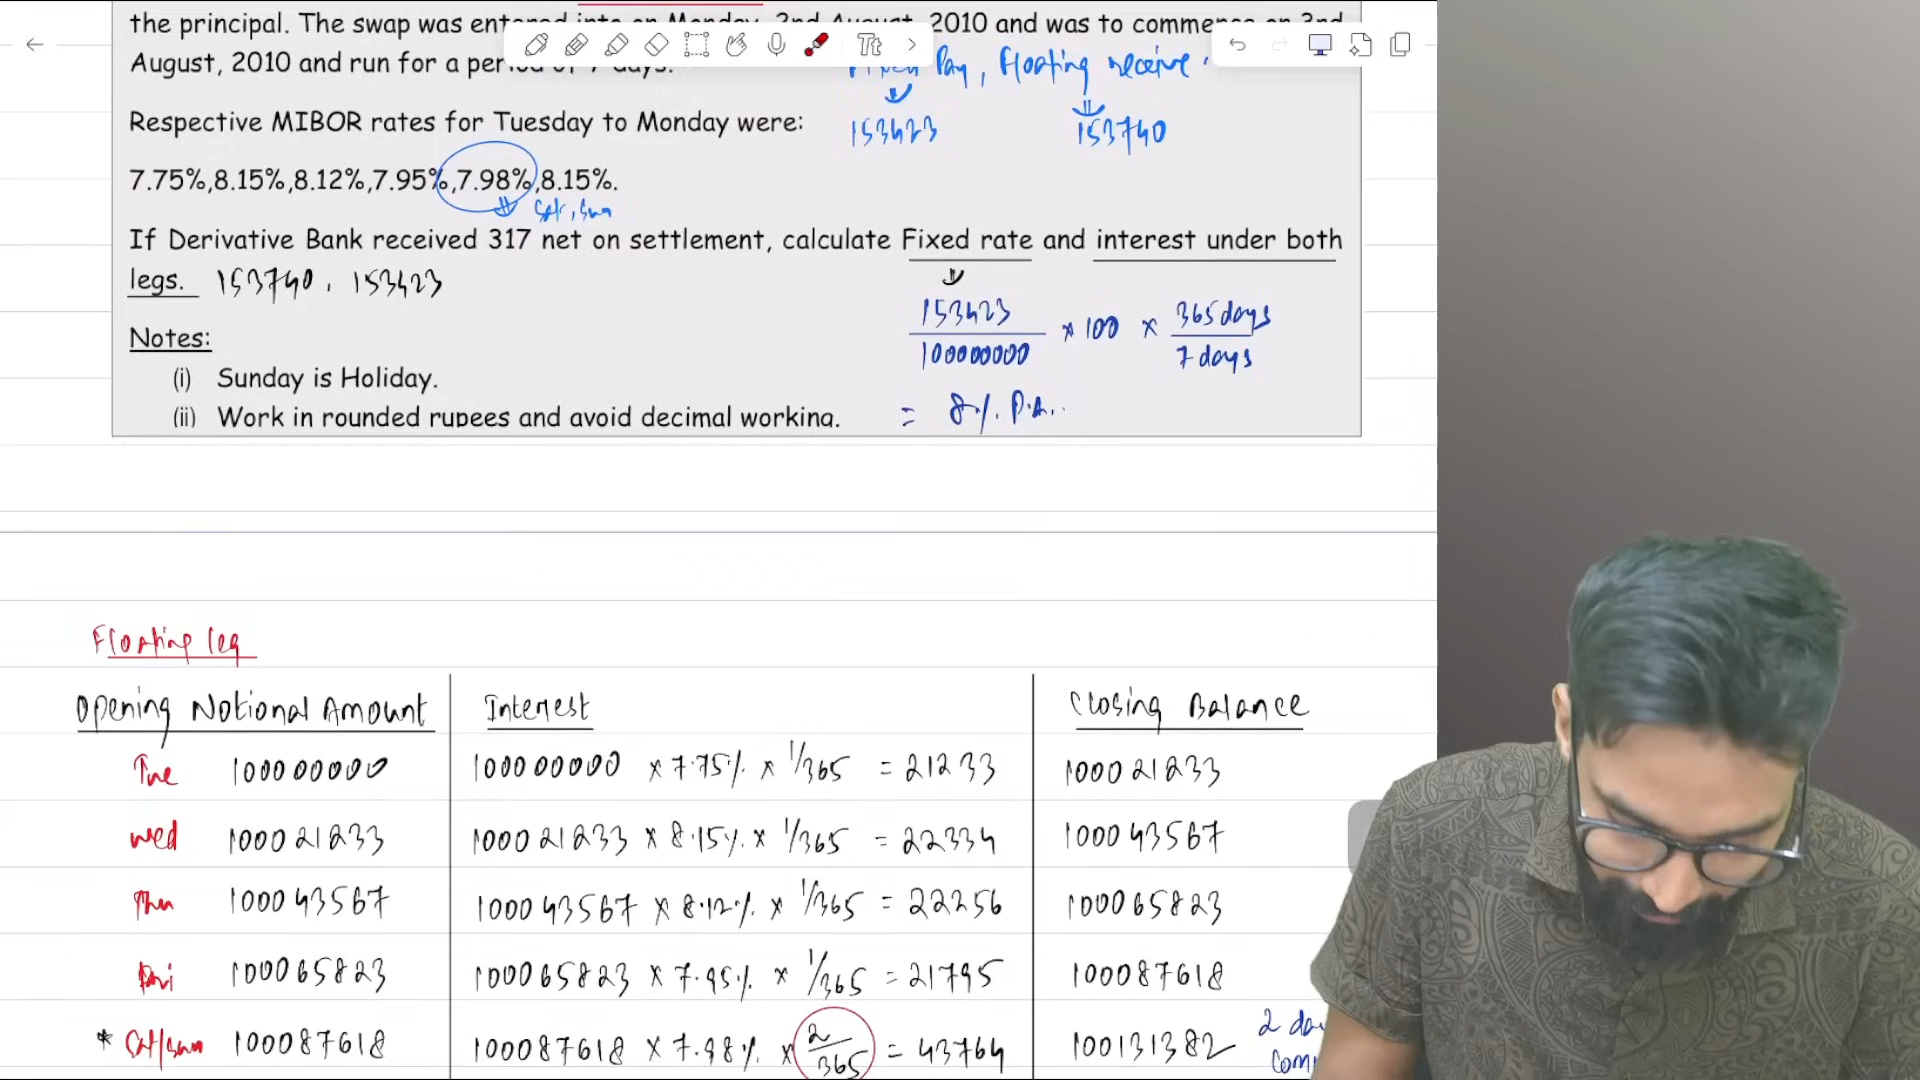 the principal. The swap was entered into on Monday, 2nd August, 2010 and was to commence on 3rd
August, 2010 and run for a period of 7 days.
Pay, Floating receive.
Respective MIBOR rates for Tuesday to Monday were:
153423 153740
7.75%,8.15%,8.12%,7.95%,7.98%,8.15%.
Sat, Sun
If Derivative Bank received 317 net on settlement, calculate Fixed rate and interest under both
legs. 153740, 153423
153423 / 100000000 × 100 × 365 days / 7 days
Notes:
(i) Sunday is Holiday.
(ii) Work in rounded rupees and avoid decimal working.
= 8% P.A.
Floating leg
Opening Notional Amount Interest Closing Balance
Tue 100000000 100000000 × 7.75% × 1/365 = 21233 100021233
Wed 100021233 100021233 × 8.15% × 1/365 = 22334 100043567
Thu 100043567 100043567 × 8.12% × 1/365 = 22256 100065823
Fri 100065823 100065823 × 7.95% × 1/365 = 21795 100087618
* Sat/Sun 100087618 100087618 × 7.98% × 2/365 = 43764 100131382 2
Tt